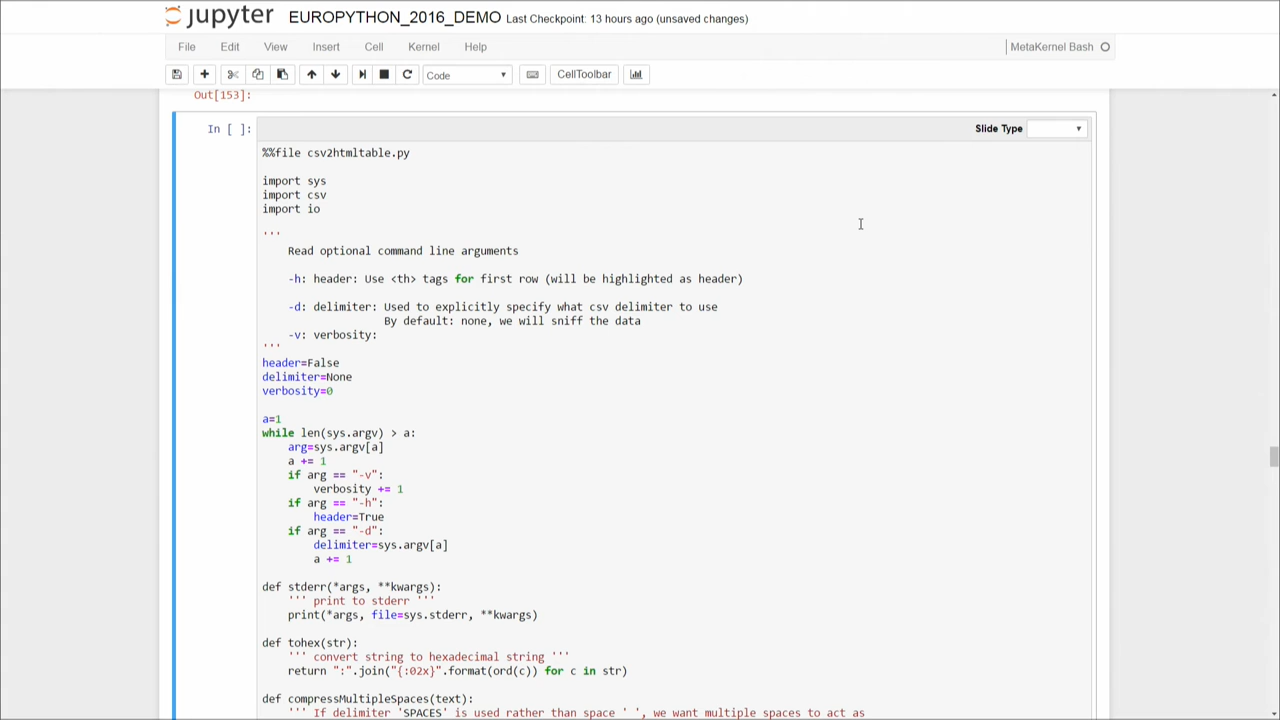 jupyter EUROPYTHON_2016_DEMO Last Checkpoint: 13 hours ago (unsaved changes)
File Edit View Insert Cell Kernel Help MetaKernel Bash
Code CellToolbar
Out[153]:
In [ ]: Slide Type
%%file csv2htmltable.py
import sys
import csv
import io
'''
Read optional command line arguments
-h: header: Use <th> tags for first row (will be highlighted as header)
-d: delimiter: Used to explicitly specify what csv delimiter to use
By default: none, we will sniff the data
-v: verbosity:
'''
header=False
delimiter=None
verbosity=0
a=1
while len(sys.argv) > a:
arg=sys.argv[a]
a += 1
if arg == "-v":
verbosity += 1
if arg == "-h":
header=True
if arg == "-d":
delimiter=sys.argv[a]
a += 1
def stderr(*args, **kwargs):
''' print to stderr '''
print(*args, file=sys.stderr, **kwargs)
def tohex(str):
''' convert string to hexadecimal string '''
return ":".join("{:02x}".format(ord(c)) for c in str)
def compressMultipleSpaces(text):
''' If delimiter 'SPACES' is used rather than space ' ', we want multiple spaces to act as